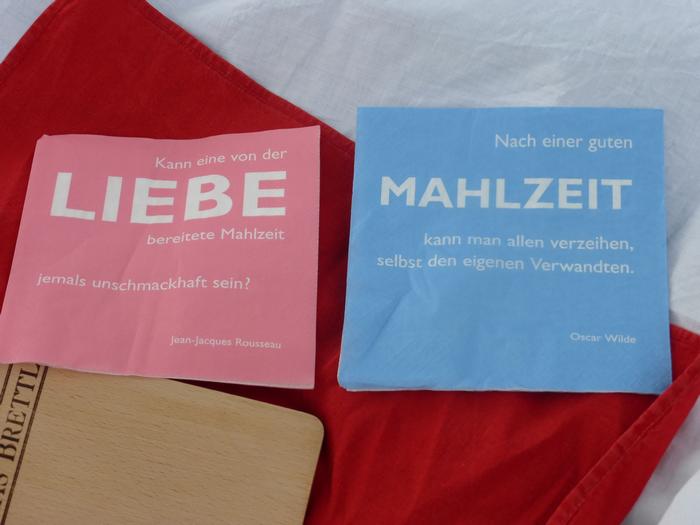 Kann eine von der
LIEBE
bereitete Mahlzeit
jemals unschmackhaft sein?
Jean-Jacques Rousseau
Nach einer guten
MAHLZEIT
kann man allen verzeihen,
selbst den eigenen Verwandten.
Oscar Wilde